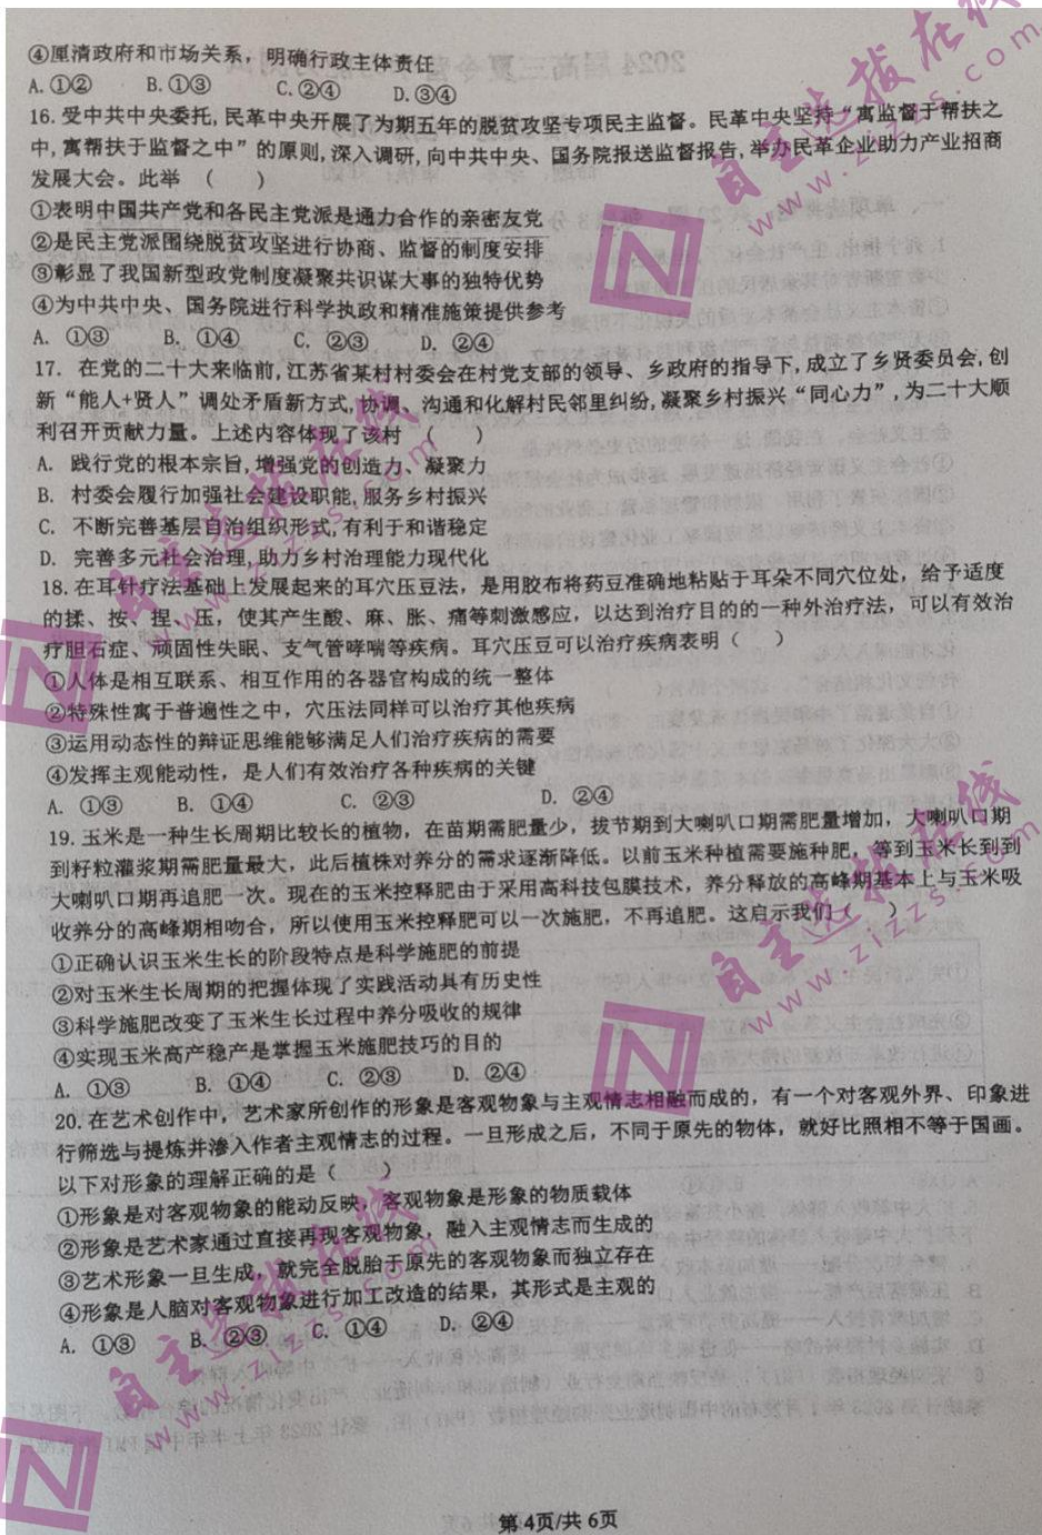 ④厘清政府和市场关系，明确行政主体责任
A.①② B.①③ C.②④ D.③④
16.受中共中央委托,民革中央开展了为期五年的脱贫攻坚专项民主监督。民革中央坚持“寓监督于帮扶之
中,寓帮扶于监督之中”的原则,深入调研,向中共中央、国务院报送监督报告,举办民革企业助力产业招商
发展大会。此举 （ ）
①表明中国共产党和各民主党派是通力合作的亲密友党
②是民主党派围绕脱贫攻坚进行协商、监督的制度安排
③彰显了我国新型政党制度凝聚共识谋大事的独特优势
④为中共中央、国务院进行科学执政和精准施策提供参考
A. ①③ B. ①④ C. ②③ D. ②④
17. 在党的二十大来临前,江苏省某村村委会在村党支部的领导、乡政府的指导下,成立了乡贤委员会,创
新“能人+贤人”调处矛盾新方式,协调、沟通和化解村民邻里纠纷,凝聚乡村振兴“同心力”,为二十大顺
利召开贡献力量。上述内容体现了该村 （ ）
A. 践行党的根本宗旨,增强党的创造力、凝聚力
B. 村委会履行加强社会建设职能,服务乡村振兴
C. 不断完善基层自治组织形式,有利于和谐稳定
D. 完善多元社会治理,助力乡村治理能力现代化
18.在耳针疗法基础上发展起来的耳穴压豆法，是用胶布将药豆准确地粘贴于耳朵不同穴位处，给予适度
的揉、按、捏、压，使其产生酸、麻、胀、痛等刺激感应，以达到治疗目的的一种外治疗法，可以有效治
疗胆石症、顽固性失眠、支气管哮喘等疾病。耳穴压豆可以治疗疾病表明（ ）
①人体是相互联系、相互作用的各器官构成的统一整体
②特殊性寓于普遍性之中，穴压法同样可以治疗其他疾病
③运用动态性的辩证思维能够满足人们治疗疾病的需要
④发挥主观能动性，是人们有效治疗各种疾病的关键
A. ①③ B. ①④ C. ②③ D. ②④
19.玉米是一种生长周期比较长的植物，在苗期需肥量少，拔节期到大喇叭口期需肥量增加，大喇叭口期
到籽粒灌浆期需肥量最大，此后植株对养分的需求逐渐降低。以前玉米种植需要施种肥，等到玉米长到到
大喇叭口期再追肥一次。现在的玉米控释肥由于采用高科技包膜技术，养分释放的高峰期基本上与玉米吸
收养分的高峰期相吻合，所以使用玉米控释肥可以一次施肥，不再追肥。这启示我们（ ）
①正确认识玉米生长的阶段特点是科学施肥的前提
②对玉米生长周期的把握体现了实践活动具有历史性
③科学施肥改变了玉米生长过程中养分吸收的规律
④实现玉米高产稳产是掌握玉米施肥技巧的目的
A. ①③ B. ①④ C. ②③ D. ②④
20.在艺术创作中，艺术家所创作的形象是客观物象与主观情志相融而成的，有一个对客观外界、印象进
行筛选与提炼并渗入作者主观情志的过程。一旦形成之后，不同于原先的物体，就好比照相不等于国画。
以下对形象的理解正确的是（ ）
①形象是对客观物象的能动反映，客观物象是形象的物质载体
②形象是艺术家通过直接再现客观物象，融入主观情志而生成的
③艺术形象一旦生成，就完全脱胎于原先的客观物象而独立存在
④形象是人脑对客观物象进行加工改造的结果，其形式是主观的
A. ①③ B. ②③ C. ①④ D. ②④
第4页/共6页
自主选拔在线
www.zizzs.com
自主选拔在线
www.zizzs.com
自主选拔在线
www.zizzs.com
自主选拔在线
www.zizzs.com